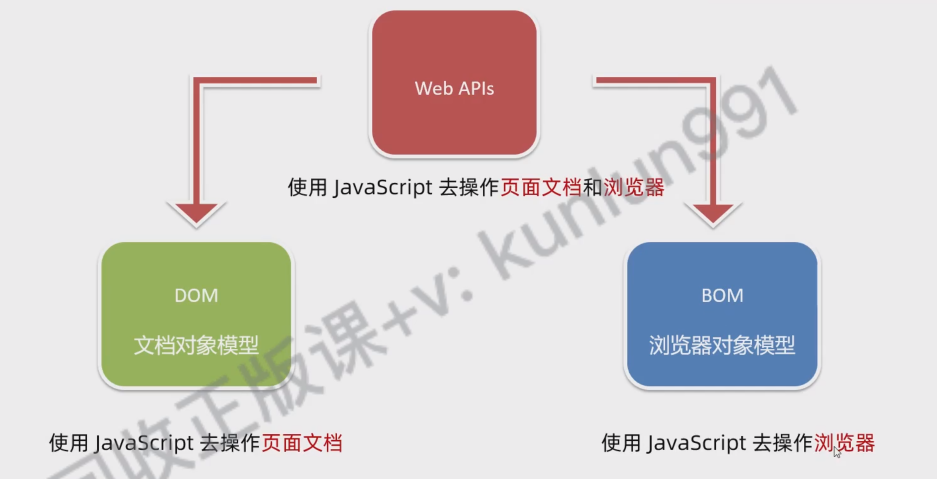 Web APIs
使用 JavaScript 去操作页面文档和浏览器
DOM
文档对象模型
BOM
浏览器对象模型
使用 JavaScript 去操作页面文档
使用 JavaScript 去操作浏览器
回收正版课+v: kunlun991